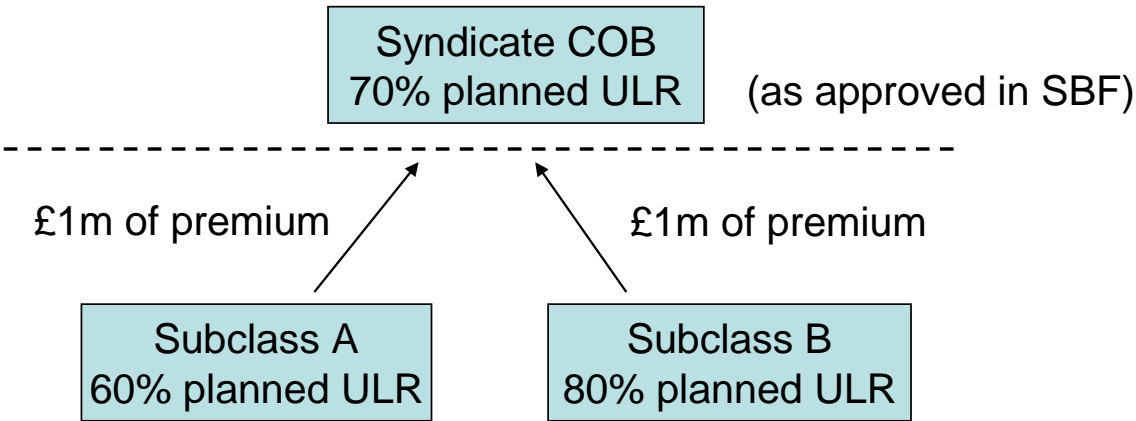 Syndicate COB
70% planned ULR
(as approved in SBF)
£1m of premium
£1m of premium
Subclass A
60% planned ULR
Subclass B
80% planned ULR